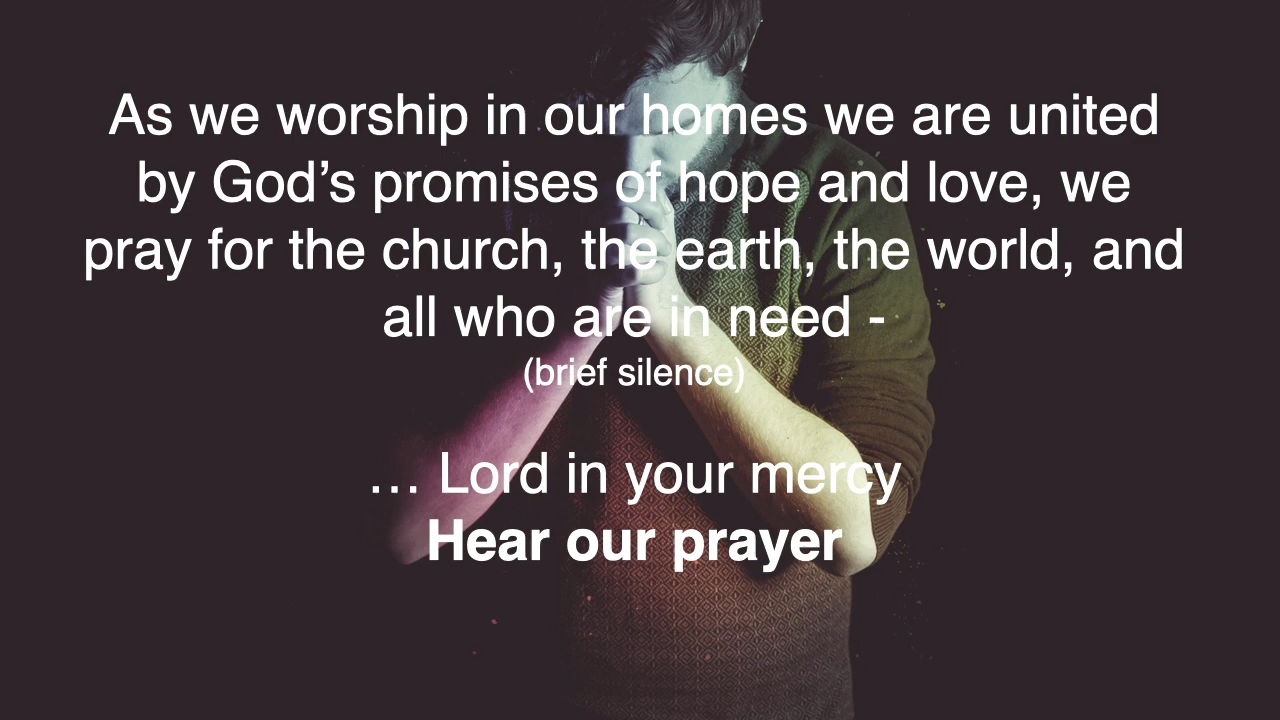 As we worship in our homes we are united
by God’s promises of hope and love, we
pray for the church, the earth, the world, and
all who are in need -
(brief silence)
… Lord in your mercy
Hear our prayer